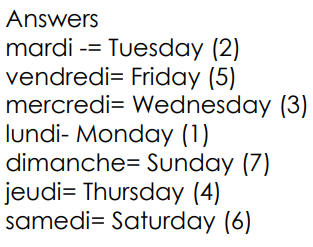 Answers
mardi -= Tuesday (2)
vendredi= Friday (5)
mercredi= Wednesday (3)
lundi- Monday (1)
dimanche= Sunday (7)
jeudi= Thursday (4)
samedi= Saturday (6)